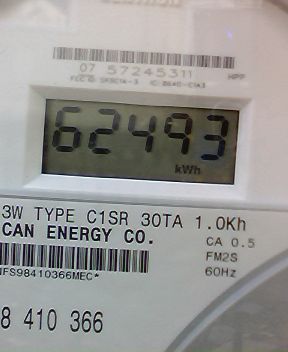 07 57245311
HPP
62493
kWh
3W TYPE C1SR 30TA 1.0Kh
CAN ENERGY CO.
CA 0.5
FM2S
60Hz
8 410 366